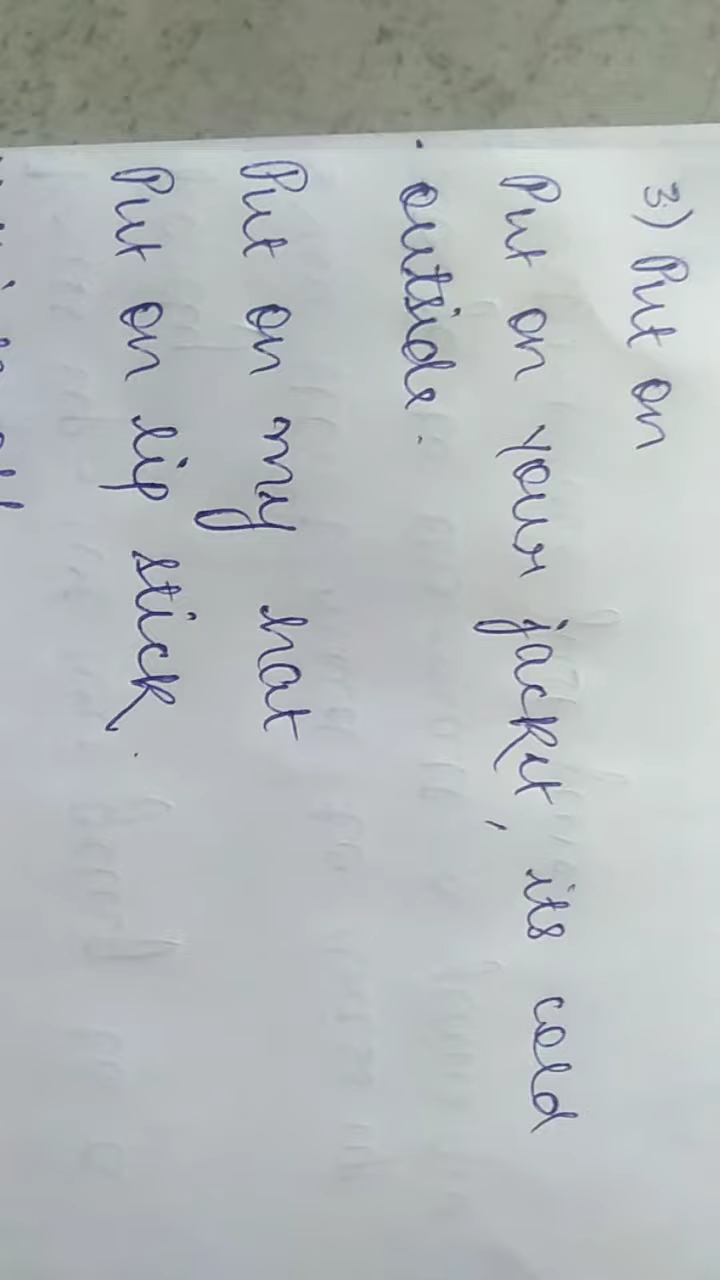 3) Put on
Put on your jacket, its cold
outside.
Put on my hat
Put on lip stick.